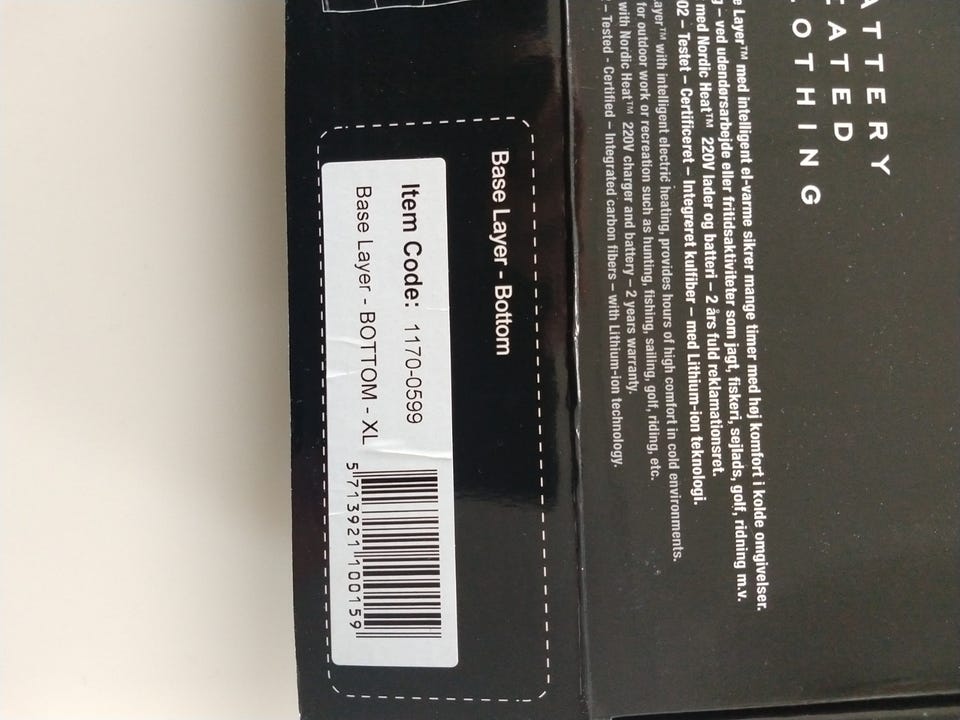 ATTERY
ATED
OTHING
Layer™ med intelligent el-varme sikrer mange timer med høj komfort i kolde omgivelser.
– ved udendørsarbejde eller fritidsaktiviteter som jagt, fiskeri, sejlads, golf, ridning m.v.
med Nordic Heat™ 220V lader og batteri – 2 års fuld reklamationsret.
02 – Testet – Certificeret – Integreret kulfiber – med Lithium-ion teknologi.
ayer™ with intelligent electric heating, provides hours of high comfort in cold environments.
for outdoor work or recreation such as hunting, fishing, sailing, golf, riding, etc.
with Nordic Heat™ 220V charger and battery – 2 years warranty.
– Tested - Certified – Integrated carbon fibers – with Lithium-ion technology.
Base Layer - Bottom
Item Code: 1170-0599
Base Layer - BOTTOM - XL
5 713921 100159